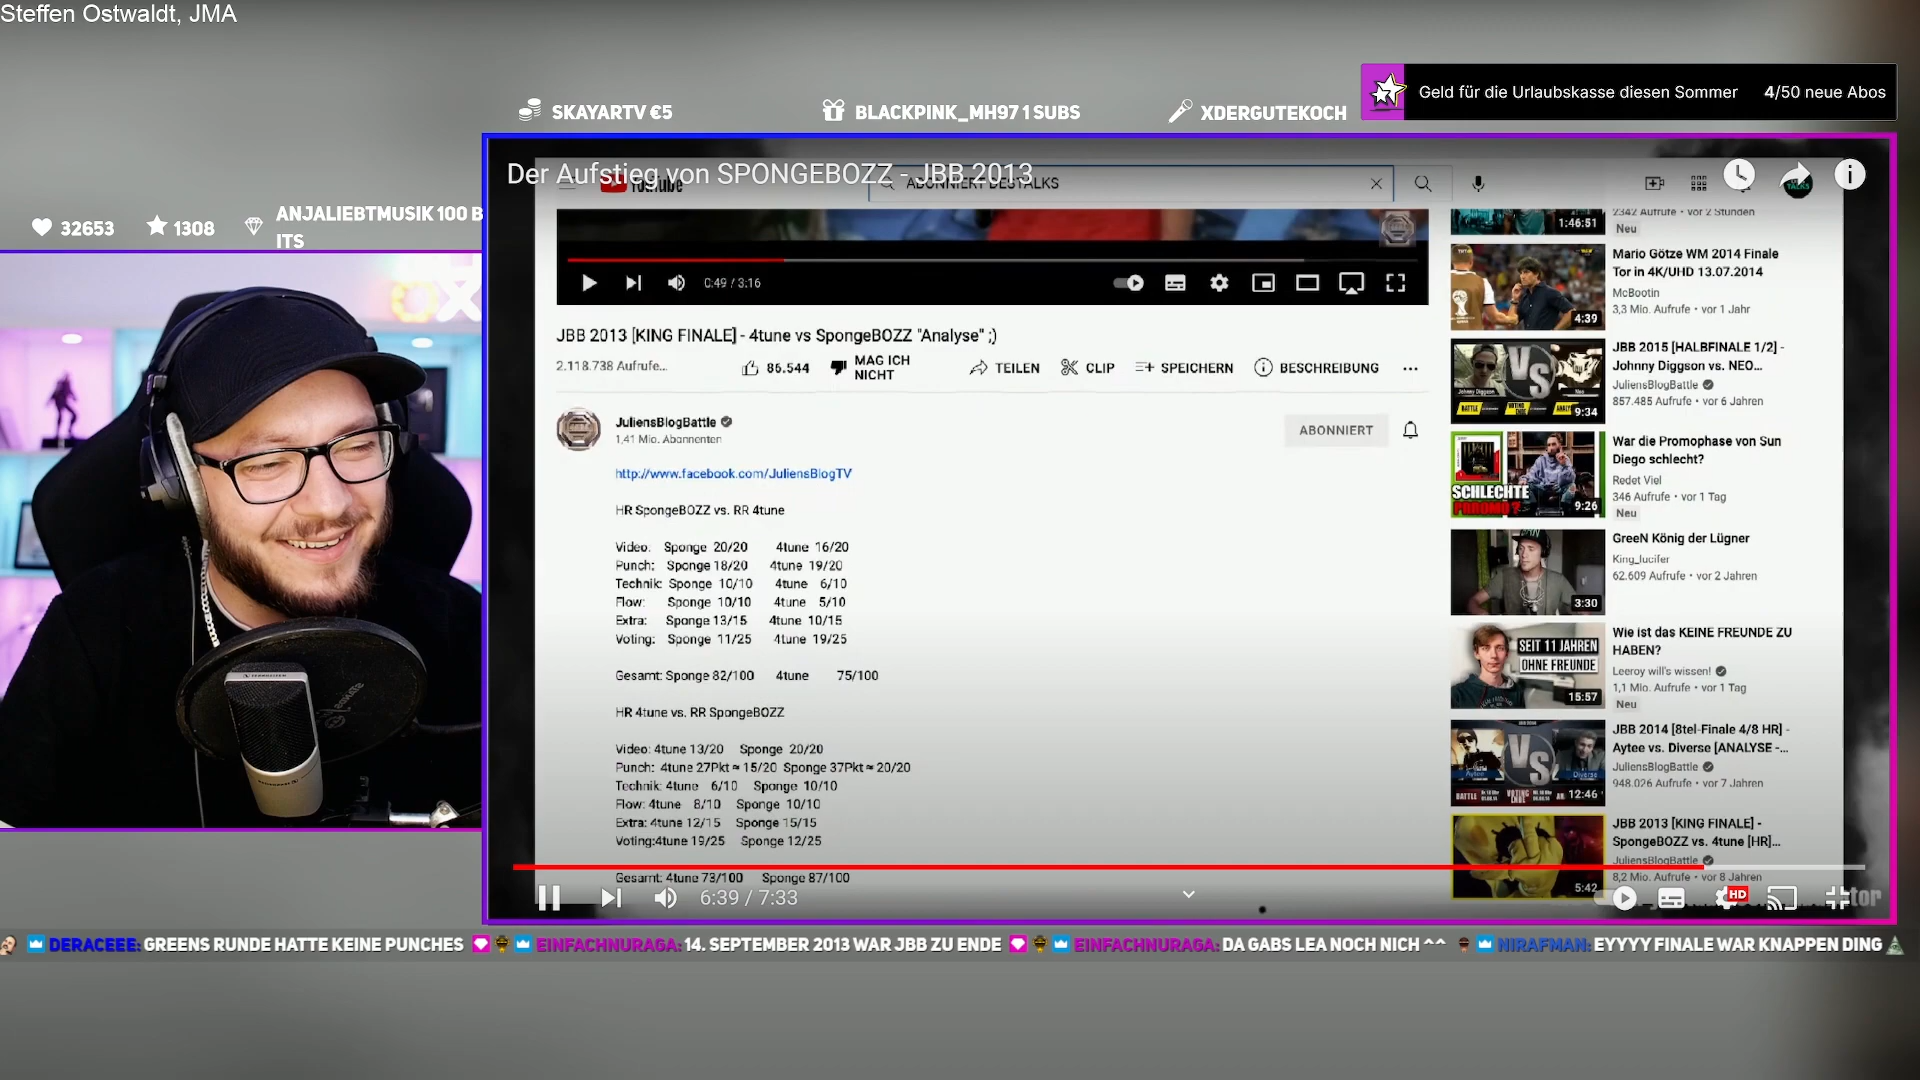 Steffen Ostwaldt, JMA
SKAYARTV €5
BLACKPINK_MH97 1 SUBS
XDERGUTEKOCH
Geld für die Urlaubskasse diesen Sommer 4/50 neue Abos
32653
1308
ANJALIEBTMUSIK 100 B
ITS
Der Aufstieg von SPONGEBOZZ - JBB 2013
YouTube
ABONNIERT DESTALKS
0:49 / 3:16
JBB 2013 [KING FINALE] - 4tune vs SpongeBOZZ "Analyse" ;)
2.118.738 Aufrufe...
86.544
MAG ICH
NICHT
TEILEN
CLIP
SPEICHERN
BESCHREIBUNG
JuliensBlogBattle
1,41 Mio. Abonnenten
ABONNIERT
http://www.facebook.com/JuliensBlogTV
HR SpongeBOZZ vs. RR 4tune
Video: Sponge 20/20 4tune 16/20
Punch: Sponge 18/20 4tune 19/20
Technik: Sponge 10/10 4tune 6/10
Flow: Sponge 10/10 4tune 5/10
Extra: Sponge 13/15 4tune 10/15
Voting: Sponge 11/25 4tune 19/25
Gesamt: Sponge 82/100 4tune 75/100
HR 4tune vs. RR SpongeBOZZ
Video: 4tune 13/20 Sponge 20/20
Punch: 4tune 27Pkt ≈ 15/20 Sponge 37Pkt ≈ 20/20
Technik: 4tune 6/10 Sponge 10/10
Flow: 4tune 8/10 Sponge 10/10
Extra: 4tune 12/15 Sponge 15/15
Voting:4tune 19/25 Sponge 12/25
Gesamt: 4tune 73/100 Sponge 87/100
6:39 / 7:33
1:46:51
2342 Aufrufe • vor 2 Stunden
Neu
Mario Götze WM 2014 Finale
Tor in 4K/UHD 13.07.2014
McBootin
3,3 Mio. Aufrufe • vor 1 Jahr
4:39
JBB 2015 [HALBFINALE 1/2] -
Johnny Diggson vs. NEO...
JuliensBlogBattle
857.485 Aufrufe • vor 6 Jahren
VS
9:34
War die Promophase von Sun
Diego schlecht?
Redet Viel
346 Aufrufe • vor 1 Tag
Neu
SCHLECHTE
PROMO?
9:26
GreeN König der Lügner
King_lucifer
62.609 Aufrufe • vor 2 Jahren
3:30
Wie ist das KEINE FREUNDE ZU
HABEN?
Leeroy will's wissen!
1,1 Mio. Aufrufe • vor 1 Tag
Neu
SEIT 11 JAHREN
OHNE FREUNDE
15:57
JBB 2014 [8tel-Finale 4/8 HR] -
Aytee vs. Diverse [ANALYSE -...
JuliensBlogBattle
948.026 Aufrufe • vor 7 Jahren
VS
12:46
JBB 2013 [KING FINALE] -
SpongeBOZZ vs. 4tune [HR]...
JuliensBlogBattle
8,2 Mio. Aufrufe • vor 8 Jahren
5:42
HD
DERACEEE: GREENS RUNDE HATTE KEINE PUNCHES EINFACHNURAGA: 14. SEPTEMBER 2013 WAR JBB ZU ENDE EINFACHNURAGA: DA GABS LEA NOCH NICH ^^ NIRAFMAN: EYYYY FINALE WAR KNAPPEN DING